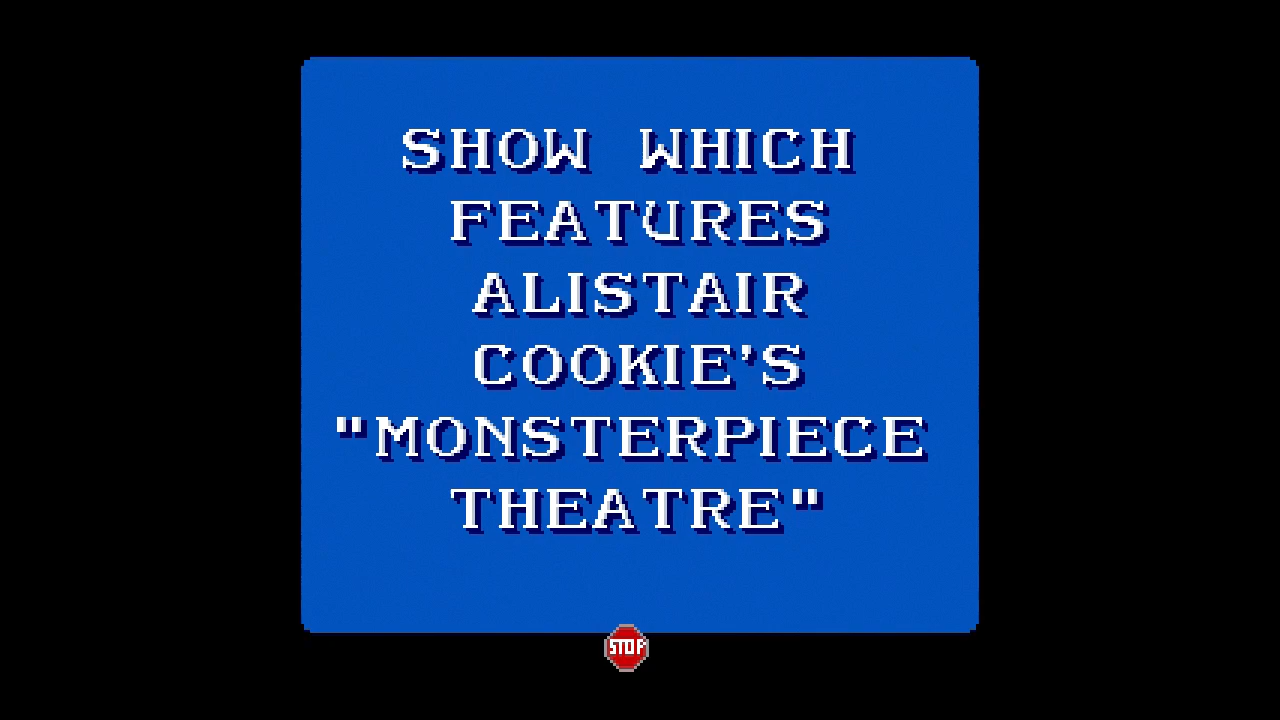 SHOW WHICH
FEATURES
ALISTAIR
COOKIE'S
"MONSTERPIECE
THEATRE"
STOP